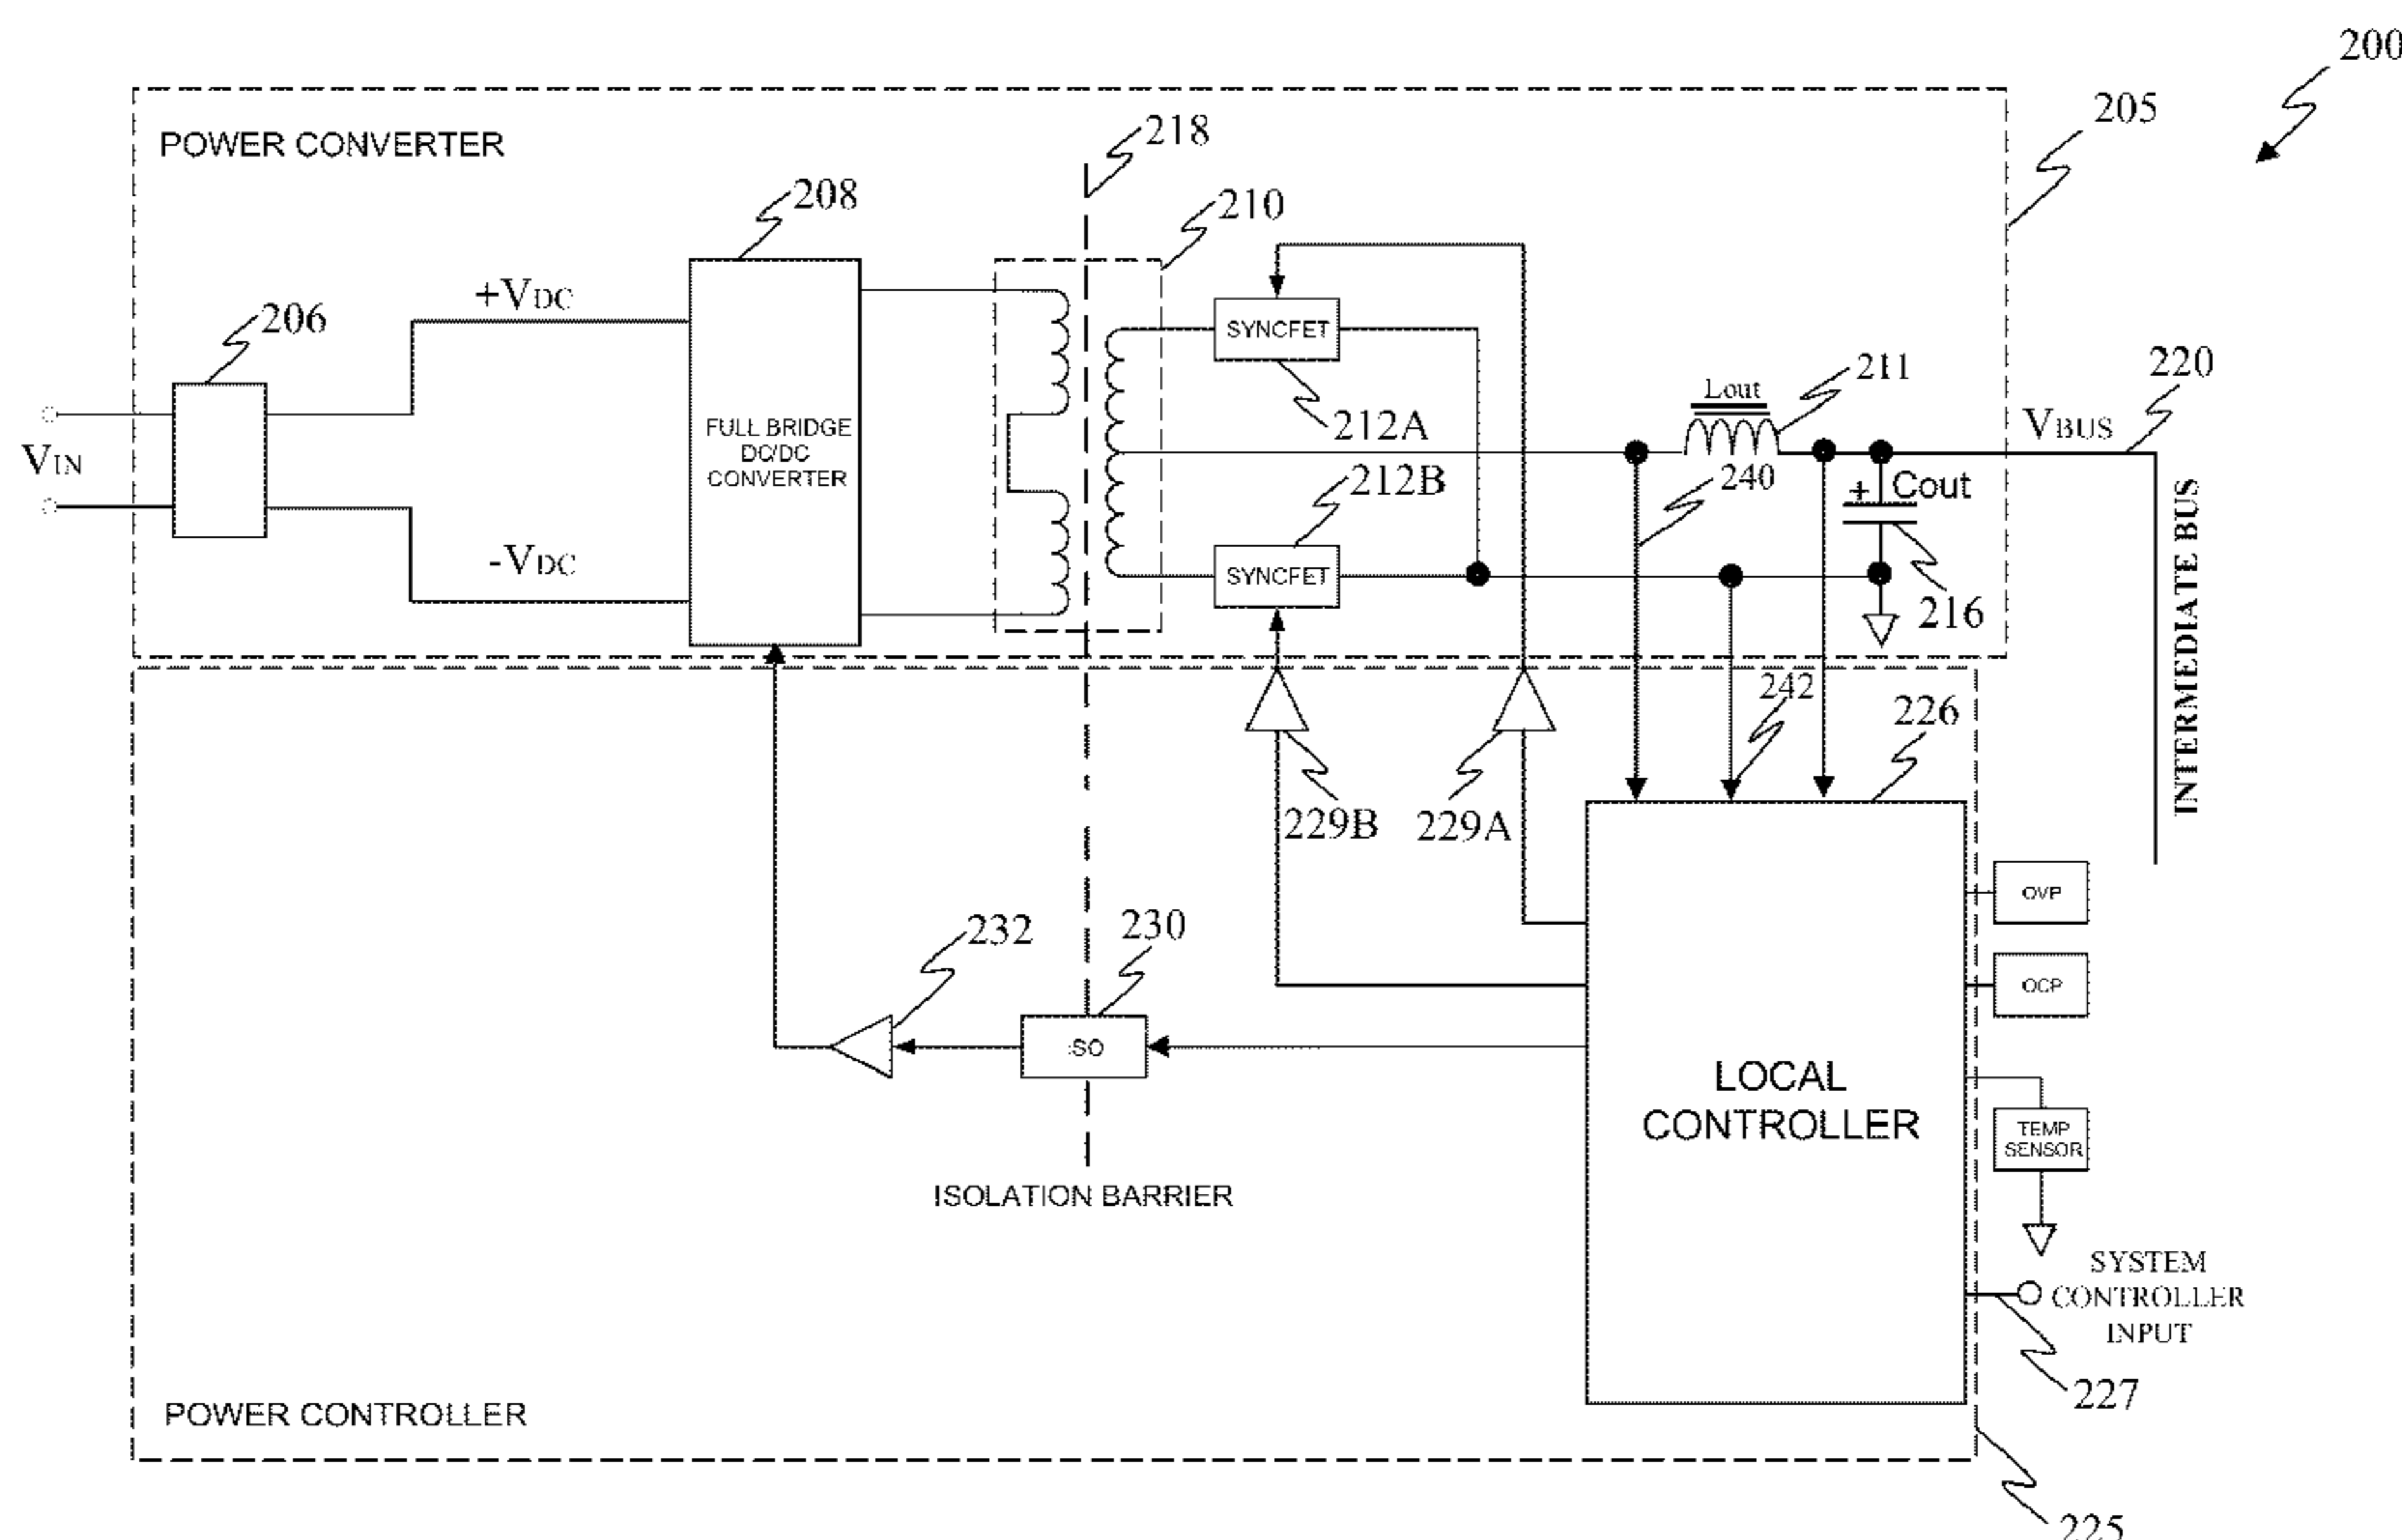 200
205
POWER CONVERTER
218
208
210
+VDC
206
SYNCFET
211
Lout
220
FULL BRIDGE
DC/DC
CONVERTER
212A
VBUS
VIN
212B
240
+ Cout
-VDC
SYNCFET
216
INTERMEDIATE BUS
242
226
229B
229A
OVP
232
230
OCP
SO
LOCAL
CONTROLLER
TEMP
SENSOR
ISOLATION BARRIER
SYSTEM
CONTROLLER
INPUT
227
POWER CONTROLLER
225